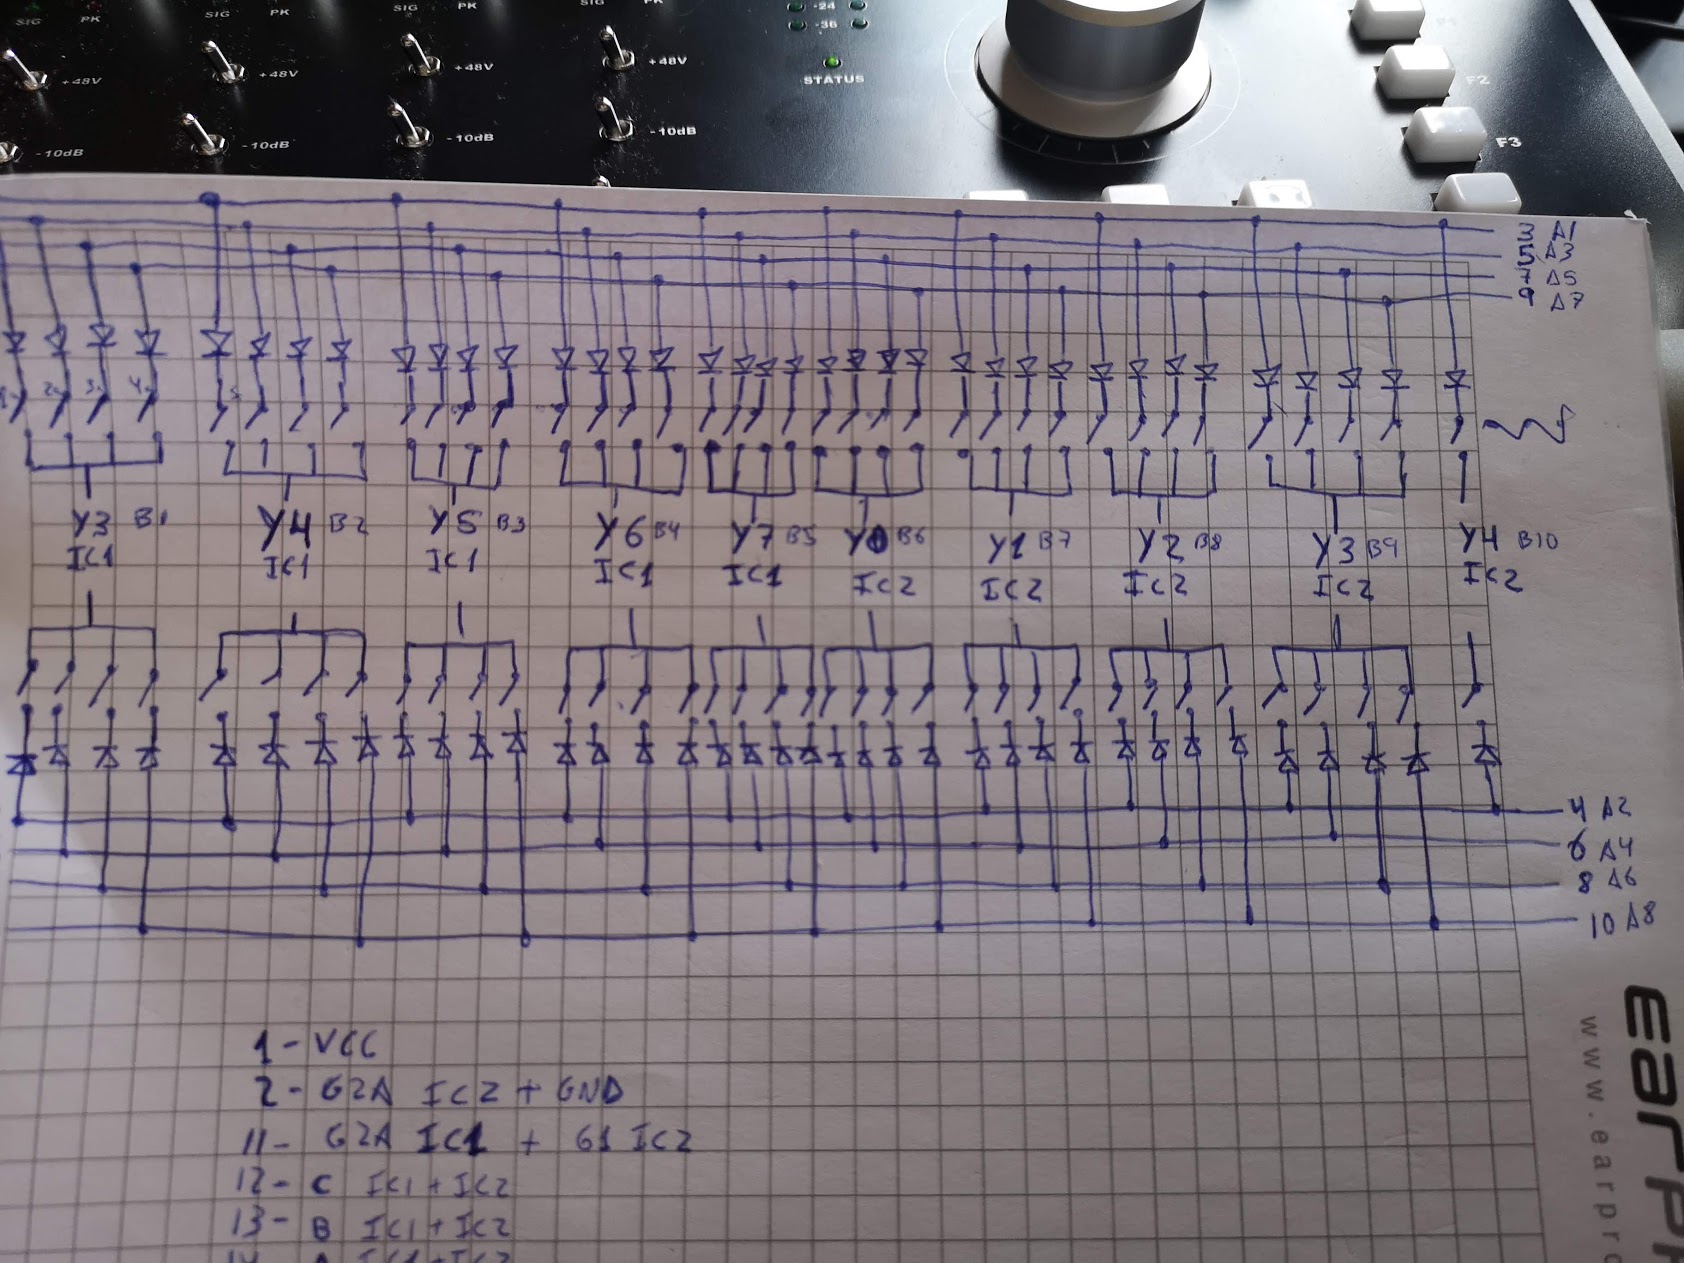 SIG PK SIG PK SIG PK SIG PK
-24
-36
+48V +48V +48V +48V
STATUS
F2
-10dB -10dB -10dB -10dB
F3
3 A1
5 A3
7 A5
9 A7
2 3 4
Y3 B1 Y4 B2 Y5 B3 Y6 B4 Y7 B5 Y0 B6 Y1 B7 Y2 B8 Y3 B9 Y4 B10
IC1 IC1 IC1 IC1 IC1 IC2 IC2 IC2 IC2 IC2
4 A2
6 A4
8 A6
10 A8
1 - VCC
2 - G2A IC2 + GND
11 - G2A IC1 + G1 IC2
12 - C IC1 + IC2
13 - B IC1 + IC2
14 - A IC1 + IC2
earp
www.earpro